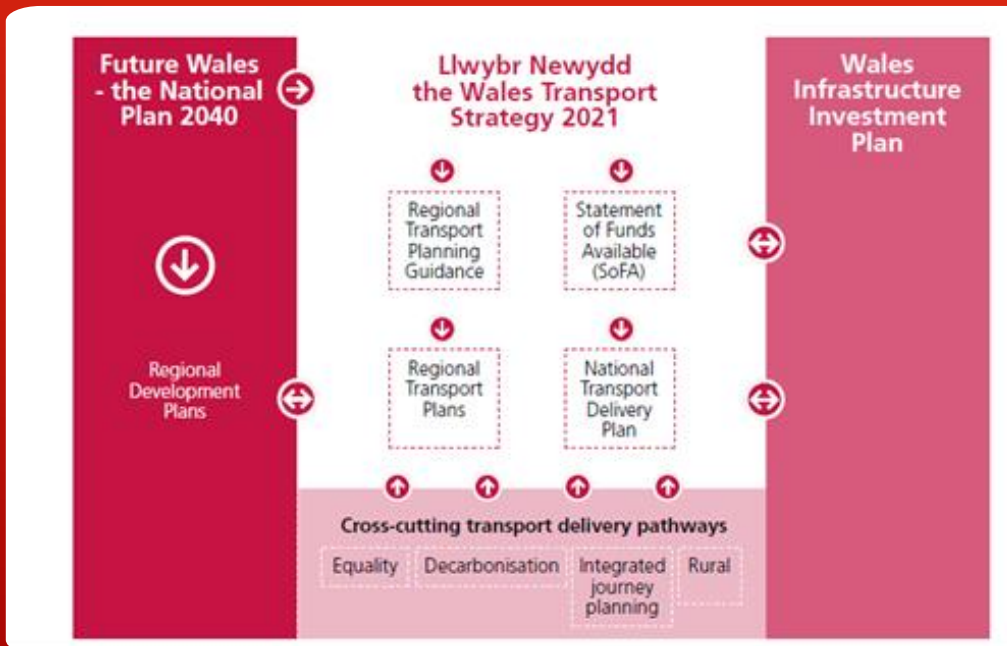 Future Wales
- the National
Plan 2040
Regional
Development
Plans
Llwybr Newydd
the Wales Transport
Strategy 2021
Regional
Transport
Planning
Guidance
Statement
of Funds
Available
(SoFA)
Regional
Transport
Plans
National
Transport
Delivery
Plan
Cross-cutting transport delivery pathways
Equality
Decarbonisation
Integrated
journey
planning
Rural
Wales
Infrastructure
Investment
Plan